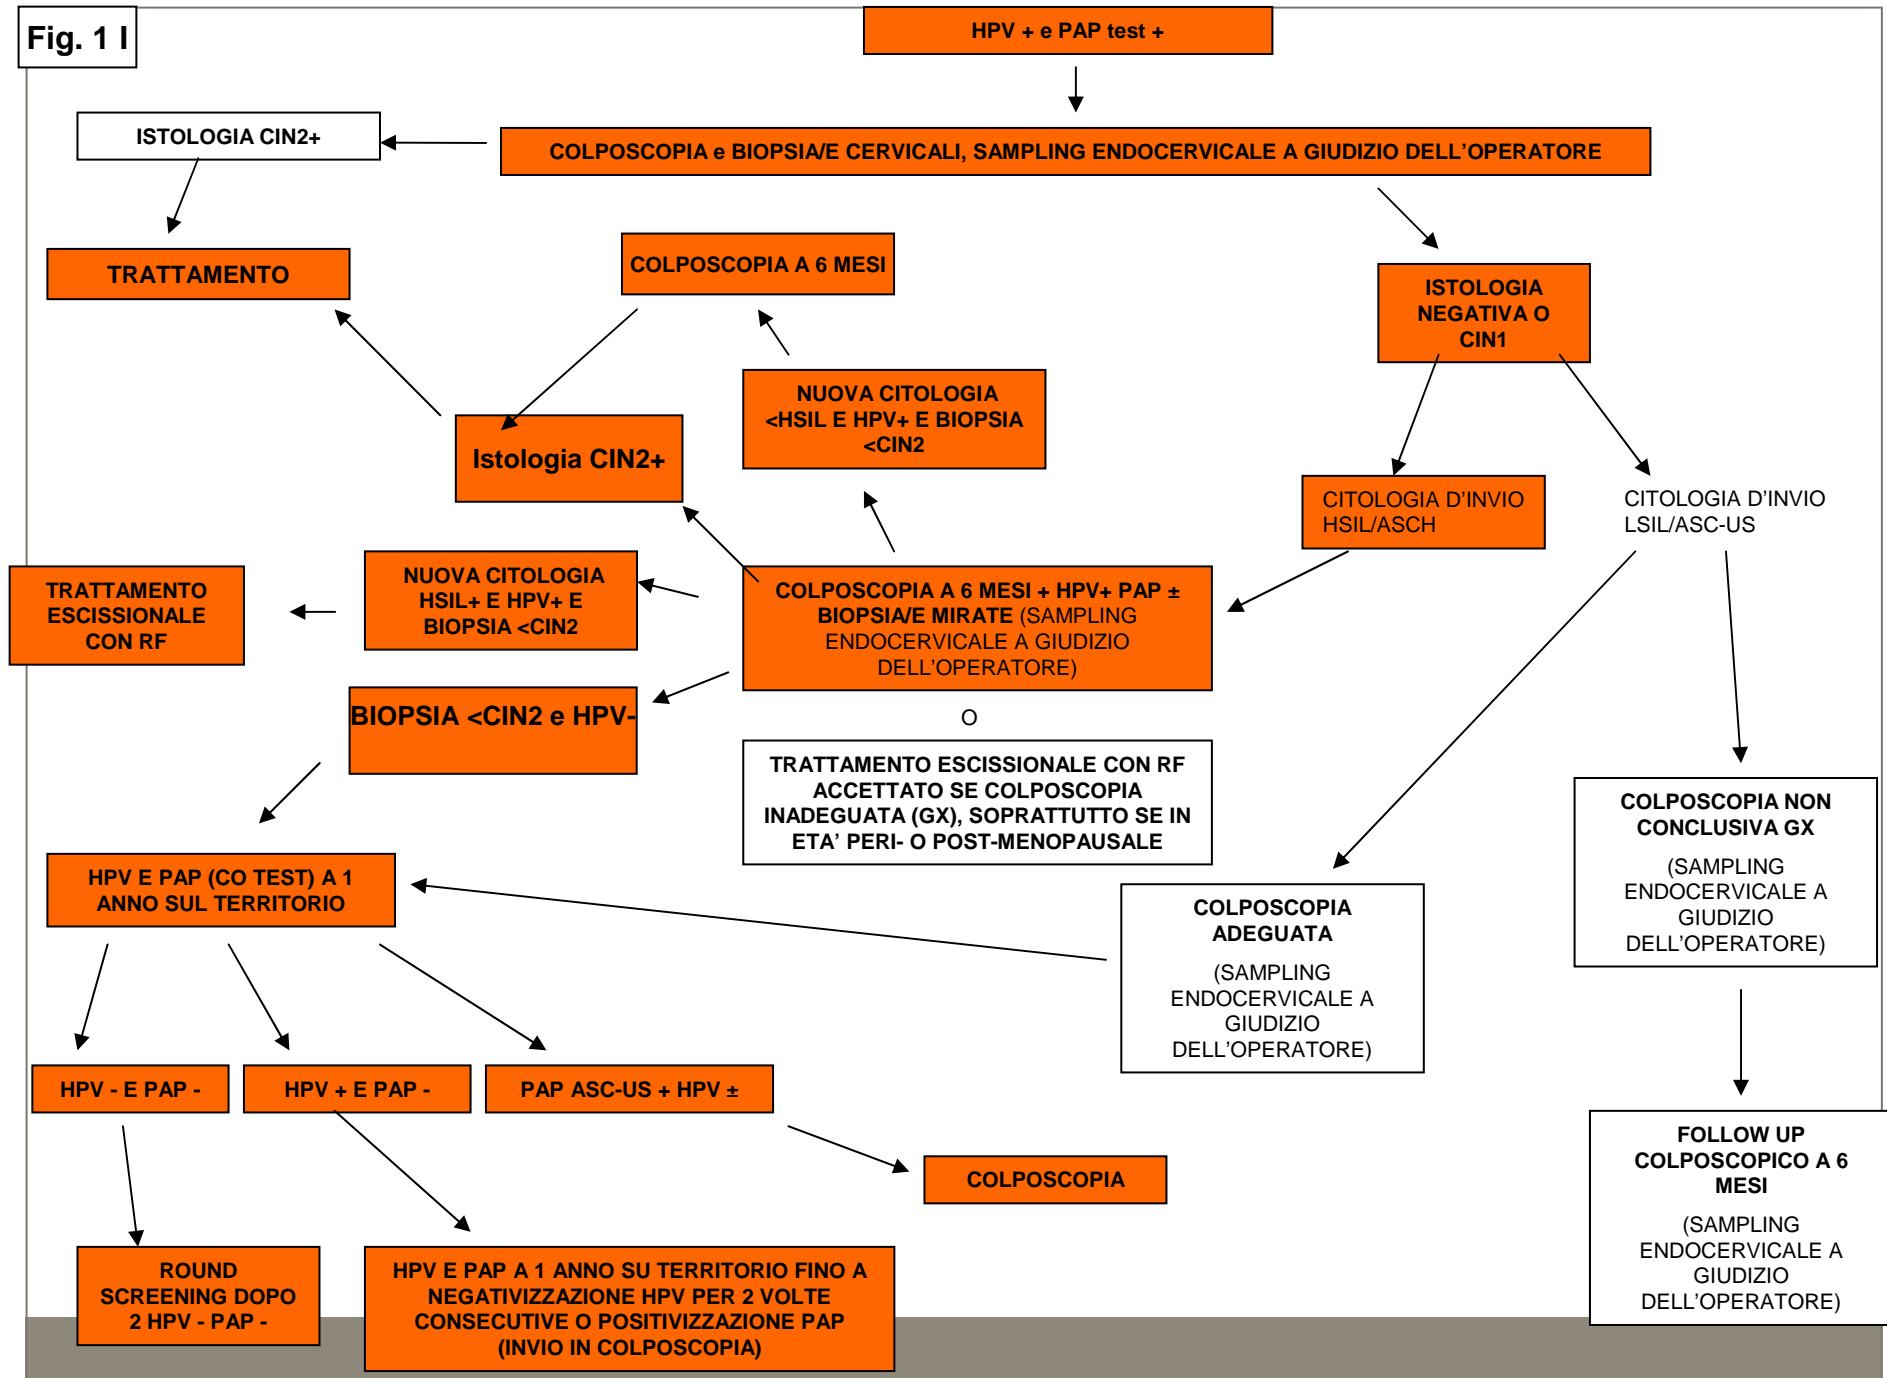 Fig. 1 I
HPV + e PAP test +
ISTOLOGIA CIN2+
COLPOSCOPIA e BIOPSIA/E CERVICALI, SAMPLING ENDOCERVICALE A GIUDIZIO DELL'OPERATORE
TRATTAMENTO
COLPOSCOPIA A 6 MESI
ISTOLOGIA
NEGATIVA O
CIN1
NUOVA CITOLOGIA
<HSIL E HPV+ E BIOPSIA
<CIN2
Istologia CIN2+
CITOLOGIA D'INVIO
HSIL/ASCH
CITOLOGIA D'INVIO
LSIL/ASC-US
TRATTAMENTO
ESCISSIONALE
CON RF
NUOVA CITOLOGIA
HSIL+ E HPV+ E
BIOPSIA <CIN2
COLPOSCOPIA A 6 MESI + HPV+ PAP ±
BIOPSIA/E MIRATE (SAMPLING
ENDOCERVICALE A GIUDIZIO
DELL'OPERATORE)
BIOPSIA <CIN2 e HPV-
O
TRATTAMENTO ESCISSIONALE CON RF
ACCETTATO SE COLPOSCOPIA
INADEGUATA (GX), SOPRATTUTTO SE IN
ETA' PERI- O POST-MENOPAUSALE
COLPOSCOPIA NON
CONCLUSIVA GX
(SAMPLING
ENDOCERVICALE A
GIUDIZIO
DELL'OPERATORE)
HPV E PAP (CO TEST) A 1
ANNO SUL TERRITORIO
COLPOSCOPIA
ADEGUATA
(SAMPLING
ENDOCERVICALE A
GIUDIZIO
DELL'OPERATORE)
HPV - E PAP -
HPV + E PAP -
PAP ASC-US + HPV ±
COLPOSCOPIA
FOLLOW UP
COLPOSCOPICO A 6
MESI
(SAMPLING
ENDOCERVICALE A
GIUDIZIO
DELL'OPERATORE)
ROUND
SCREENING DOPO
2 HPV - PAP -
HPV E PAP A 1 ANNO SU TERRITORIO FINO A
NEGATIVIZZAZIONE HPV PER 2 VOLTE
CONSECUTIVE O POSITIVIZZAZIONE PAP
(INVIO IN COLPOSCOPIA)